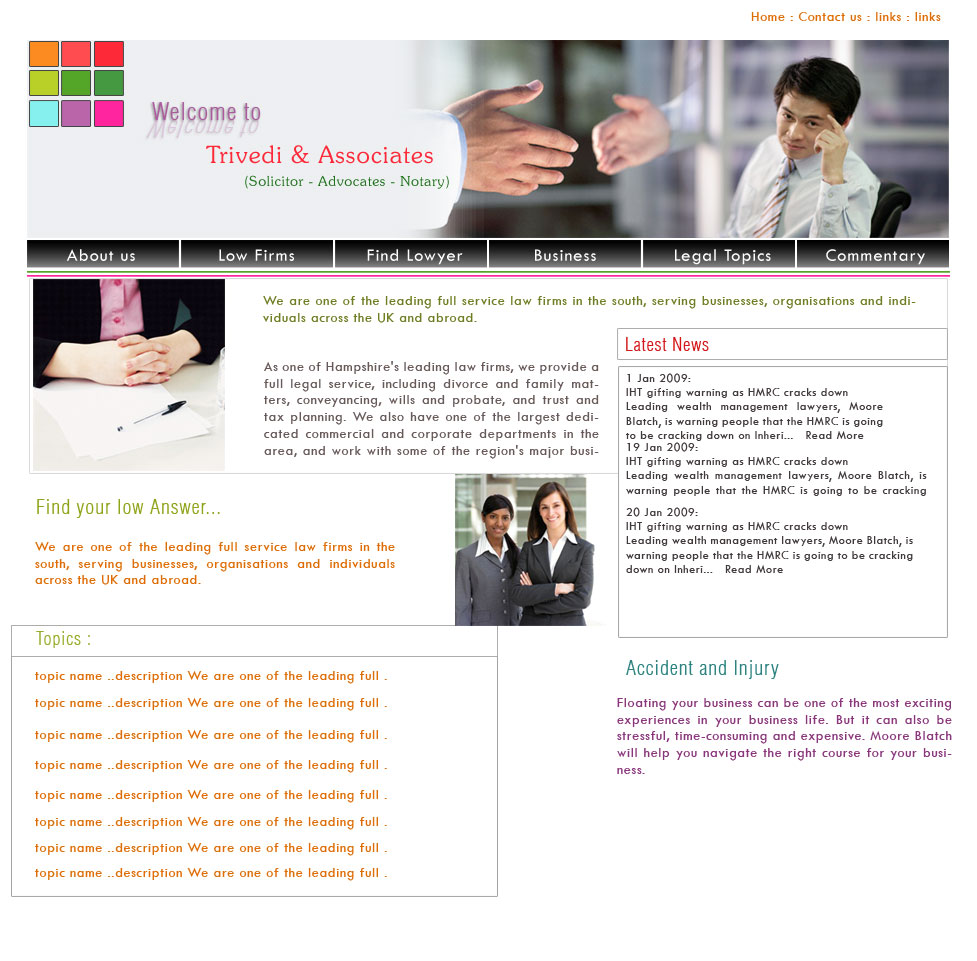 Home : Contact us : links : links
Welcome to
Trivedi & Associates
(Solicitor - Advocates - Notary)
About us
Low Firms
Find Lowyer
Business
Legal Topics
Commentary
We are one of the leading full service law firms in the south, serving businesses, organisations and indi-
viduals across the UK and abroad.
As one of Hampshire's leading law firms, we provide a
full legal service, including divorce and family mat-
ters, conveyancing, wills and probate, and trust and
tax planning. We also have one of the largest dedi-
cated commercial and corporate departments in the
area, and work with some of the region's major busi-
Latest News
1 Jan 2009:
IHT gifting warning as HMRC cracks down
Leading wealth management lawyers, Moore
Blatch, is warning people that the HMRC is going
to be cracking down on Inheri... Read More
19 Jan 2009:
IHT gifting warning as HMRC cracks down
Leading wealth management lawyers, Moore Blatch, is
warning people that the HMRC is going to be cracking
20 Jan 2009:
IHT gifting warning as HMRC cracks down
Leading wealth management lawyers, Moore Blatch, is
warning people that the HMRC is going to be cracking
down on Inheri... Read More
Find your low Answer...
We are one of the leading full service law firms in the
south, serving businesses, organisations and individuals
across the UK and abroad.
Topics :
topic name ..description We are one of the leading full .
topic name ..description We are one of the leading full .
topic name ..description We are one of the leading full .
topic name ..description We are one of the leading full .
topic name ..description We are one of the leading full .
topic name ..description We are one of the leading full .
topic name ..description We are one of the leading full .
topic name ..description We are one of the leading full .
Accident and Injury
Floating your business can be one of the most exciting
experiences in your business life. But it can also be
stressful, time-consuming and expensive. Moore Blatch
will help you navigate the right course for your busi-
ness.